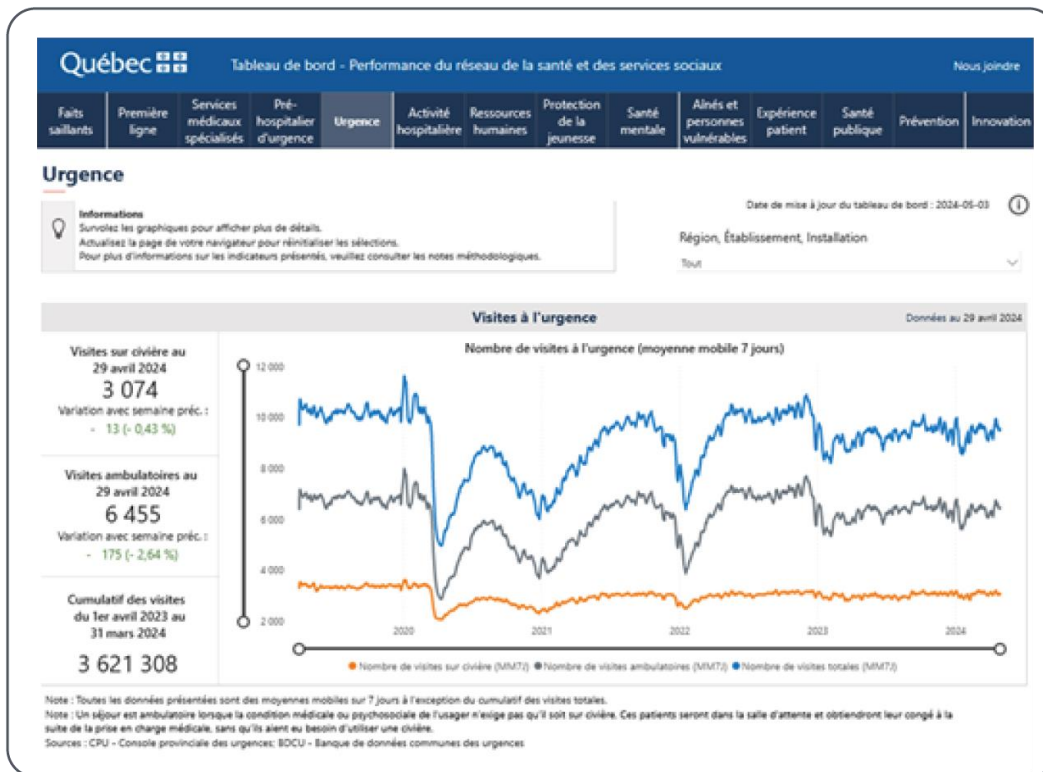 Québec
Tableau de bord - Performance du réseau de la santé et des services sociaux
Nous joindre
Faits saillants
Première ligne
Services médicaux spécialisés
Pré-hospitalier d'urgence
Urgence
Activité hospitalière
Ressources humaines
Protection de la jeunesse
Santé mentale
Aînés et personnes vulnérables
Expérience patient
Santé publique
Prévention
Innovation
Urgence
Informations
Survolez les graphiques pour afficher plus de détails.
Actualisez la page de votre navigateur pour réinitialiser les sélections.
Pour plus d'informations sur les indicateurs présentés, veuillez consulter les notes méthodologiques.
Date de mise à jour du tableau de bord : 2024-05-03
Région, Établissement, Installation
Tout
Visites à l'urgence
Données au 29 avril 2024
Visites sur civière au
29 avril 2024
3 074
Variation avec semaine préc. :
- 13 (- 0,43 %)
Visites ambulatoires au
29 avril 2024
6 455
Variation avec semaine préc. :
- 175 (- 2,64 %)
Cumulatif des visites
du 1er avril 2023 au
31 mars 2024
3 621 308
Nombre de visites à l'urgence (moyenne mobile 7 jours)
12 000
10 000
8 000
6 000
4 000
2 000
2020 2021 2022 2023 2024
Nombre de visites sur civière (MM7J) Nombre de visites ambulatoires (MM7J) Nombre de visites totales (MM7J)
Note : Toutes les données présentées sont des moyennes mobiles sur 7 jours à l'exception du cumulatif des visites totales.
Note : Un séjour est ambulatoire lorsque la condition médicale ou psychosociale de l'usager n'exige pas qu'il soit sur civière. Ces patients seront dans la salle d'attente et obtiendront leur congé à la
suite de la prise en charge médicale, sans qu'ils aient eu besoin d'utiliser une civière.
Sources : CPU - Console provinciale des urgences; BDCU - Banque de données communes des urgences